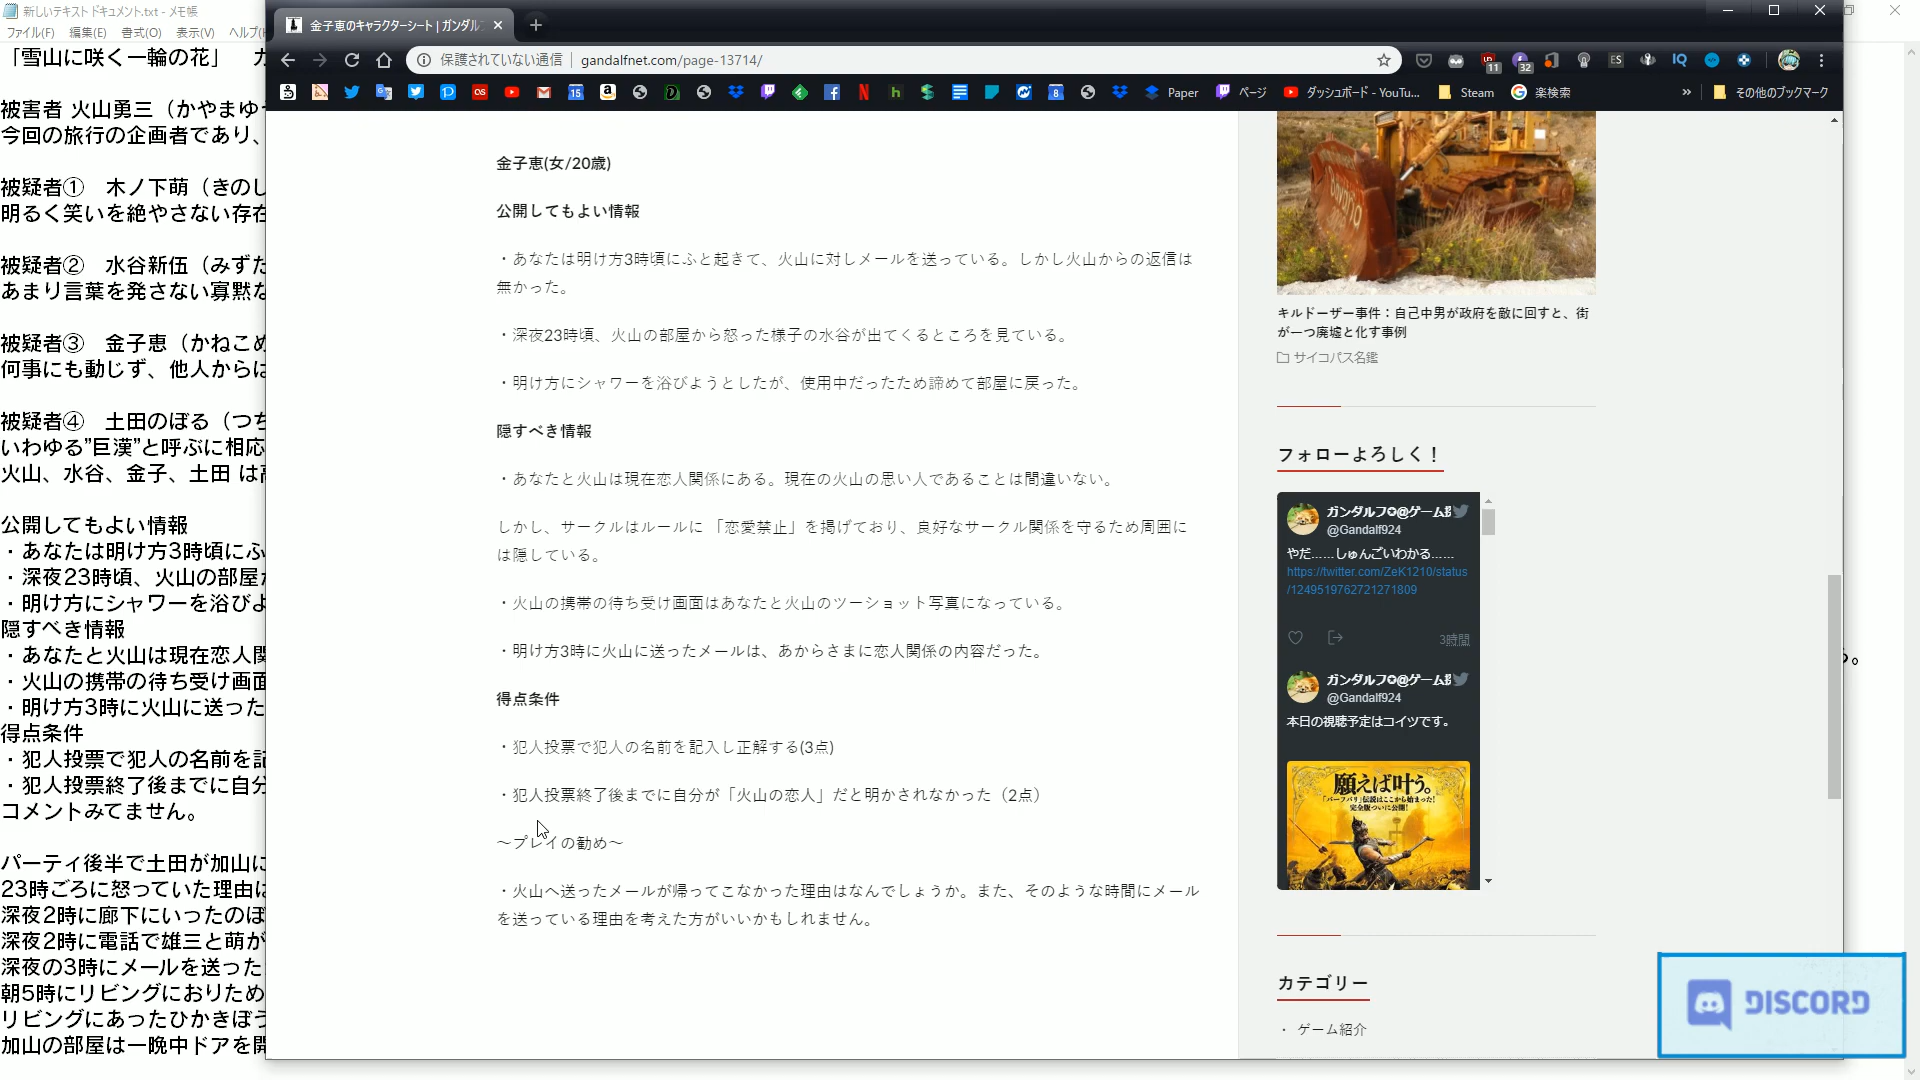 新しいテキスト ドキュメント.txt - メモ帳
ファイル(F) 編集(E) 書式(O) 表示(V) ヘルプ(
「雪山に咲く一輪の花」
被害者 火山勇三（かやまゆ
今回の旅行の企画者であり、
被疑者① 木ノ下萌（きのし
明るく笑いを絶やさない存在
被疑者② 水谷新伍（みずた
あまり言葉を発さない寡黙な
被疑者③ 金子恵（かねこめ
何事にも動じず、他人からは
被疑者④ 土田のぼる（つち
いわゆる”巨漢”と呼ぶに相応
火山、水谷、金子、土田 は高
公開してもよい情報
・あなたは明け方3時頃にふ
・深夜23時頃、火山の部屋か
・明け方にシャワーを浴びよ
隠すべき情報
・あなたと火山は現在恋人関
・火山の携帯の待ち受け画面
・明け方3時に火山に送った
得点条件
・犯人投票で犯人の名前を記
・犯人投票終了後までに自分
コメントみてません。
パーティ後半で土田が加山に
23時ごろに怒っていた理由は
深夜2時に廊下にいったのぼ
深夜2時に電話で雄三と萌が
深夜の3時にメールを送った
朝5時にリビングにおりため
リビングにあったひかきぼう
加山の部屋は一晩中ドアを開
金子恵のキャラクターシート | ガンダルフ
保護されていない通信 gandalfnet.com/page-13714/
11 32 ES IQ
os 15 h 8 Paper ページ ダッシュボード - YouTu... Steam 楽検索 » その他のブックマーク
金子恵(女/20歳)
公開してもよい情報
・あなたは明け方3時頃にふと起きて、火山に対しメールを送っている。しかし火山からの返信は
無かった。
・深夜23時頃、火山の部屋から怒った様子の水谷が出てくるところを見ている。
・明け方にシャワーを浴びようとしたが、使用中だったため諦めて部屋に戻った。
隠すべき情報
・あなたと火山は現在恋人関係にある。現在の火山の思い人であることは間違いない。
しかし、サークルはルールに 「恋愛禁止」を掲げており、良好なサークル関係を守るため周囲に
は隠している。
・火山の携帯の待ち受け画面はあなたと火山のツーショット写真になっている。
・明け方3時に火山に送ったメールは、あからさまに恋人関係の内容だった。
得点条件
・犯人投票で犯人の名前を記入し正解する(3点)
・犯人投票終了後までに自分が「火山の恋人」だと明かされなかった（2点）
～プレイの勧め～
・火山へ送ったメールが帰ってこなかった理由はなんでしょうか。また、そのような時間にメール
を送っている理由を考えた方がいいかもしれません。
キルドーザー事件：自己中男が政府を敵に回すと、街
が一つ廃墟と化す事例
サイコパス名鑑
フォローよろしく！
ガンダルフ✪@ゲーム
@Gandalf924
やだ……しゅんごいわかる……
https://twitter.com/ZeK1210/status
/1249519762721271809
3時間
ガンダルフ✪@ゲーム
@Gandalf924
本日の視聴予定はコイツです。
願えば叶う。
「バーフバリ」伝説はここから始まった!
完全版ついに公開!
カテゴリー
・ ゲーム紹介
DISCORD